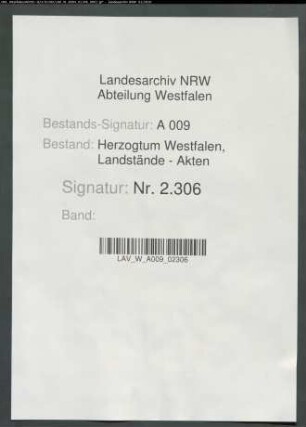 Landesarchiv NRW
Abteilung Westfalen
Bestands-Signatur: A 009
Bestand: Herzogtum Westfalen,
Landstände - Akten
Signatur: Nr. 2.306
Band:
LAV_W_A009_02306